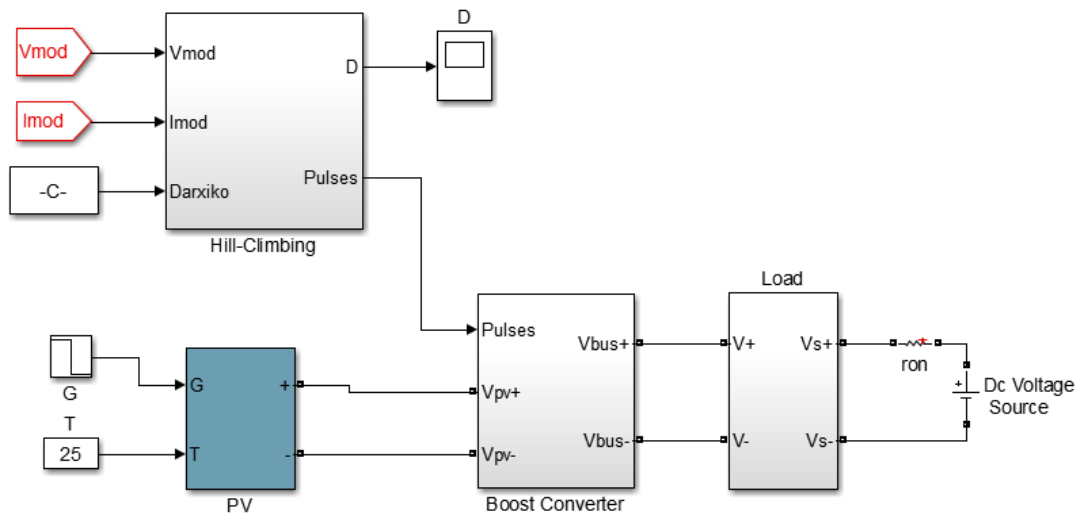 D
Vmod
Vmod
D
Imod
Imod
-C-
Darxiko
Pulses
Hill-Climbing
Load
Pulses
Vbus+
V+
Vs+
ron
G
G
+
Vpv+
+
Dc Voltage
Source
T
25
T
-
Vpv-
Vbus-
V-
Vs-
PV
Boost Converter